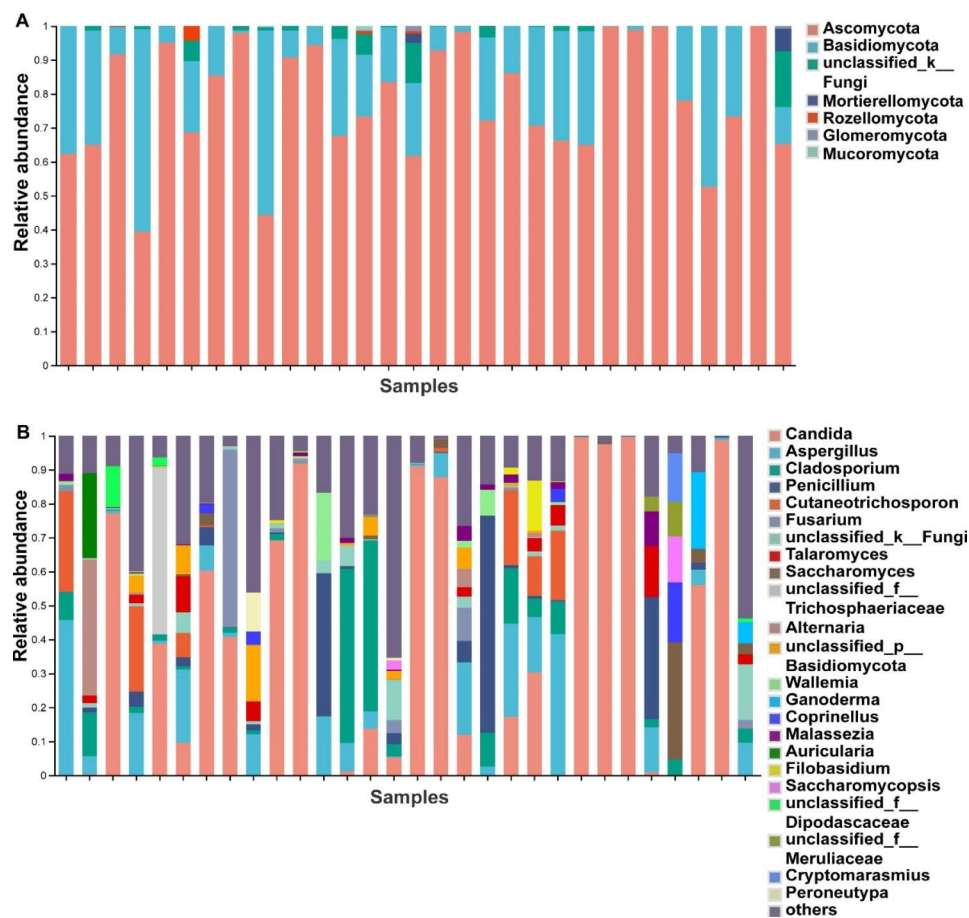 A
Relative abundance
1
0.9
0.8
0.7
0.6
0.5
0.4
0.3
0.2
0.1
0
Samples
Ascomycota
Basidiomycota
unclassified_k__
Fungi
Mortierellomycota
Rozellomycota
Glomeromycota
Mucoromycota
B
Relative abundance
1
0.9
0.8
0.7
0.6
0.5
0.4
0.3
0.2
0.1
0
Samples
Candida
Aspergillus
Cladosporium
Penicillium
Cutaneotrichosporon
Fusarium
unclassified_k__Fungi
Talaromyces
Saccharomyces
unclassified_f__
Trichosphaeriaceae
Alternaria
unclassified_p__
Basidiomycota
Wallemia
Ganoderma
Coprinellus
Malassezia
Auricularia
Filobasidium
Saccharomycopsis
unclassified_f__
Dipodascaceae
unclassified_f__
Meruliaceae
Cryptomarasmius
Peroneutypa
others